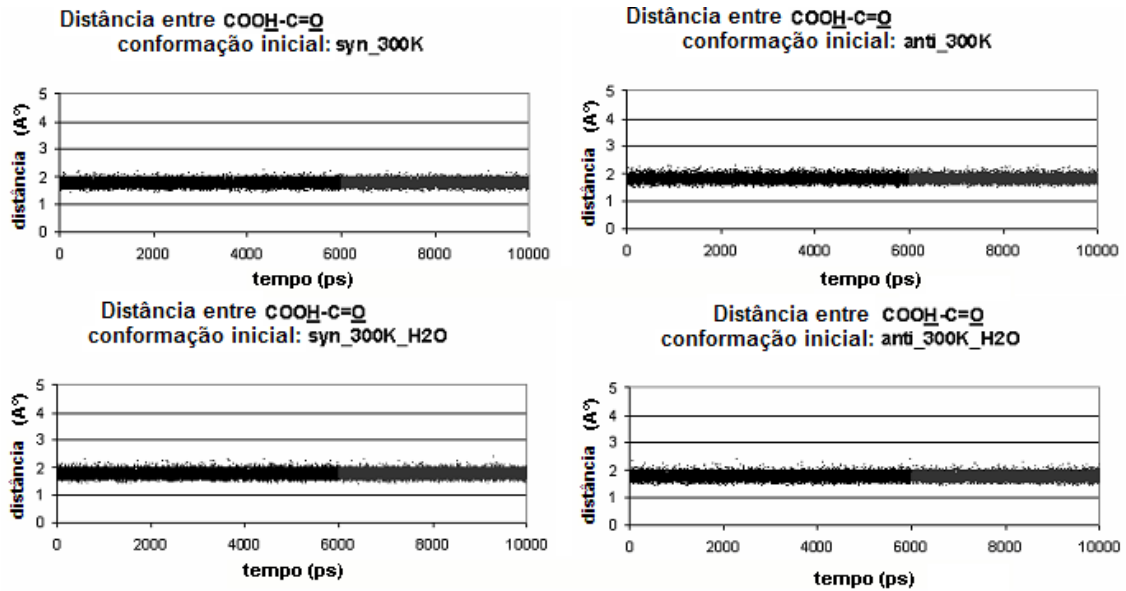 Distância entre COOH-C=O
conformação inicial: syn_300K
distância (Aº)
5
4
3
2
1
0
0 2000 4000 6000 8000 10000
tempo (ps)
Distância entre COOH-C=O
conformação inicial: anti_300K
distância (Aº)
5
4
3
2
1
0
0 2000 4000 6000 8000 10000
tempo (ps)
Distância entre COOH-C=O
conformação inicial: syn_300K_H2O
distância (Aº)
5
4
3
2
1
0
0 2000 4000 6000 8000 10000
tempo (ps)
Distância entre COOH-C=O
conformação inicial: anti_300K_H2O
distância (Aº)
5
4
3
2
1
0
0 2000 4000 6000 8000 10000
tempo (ps)